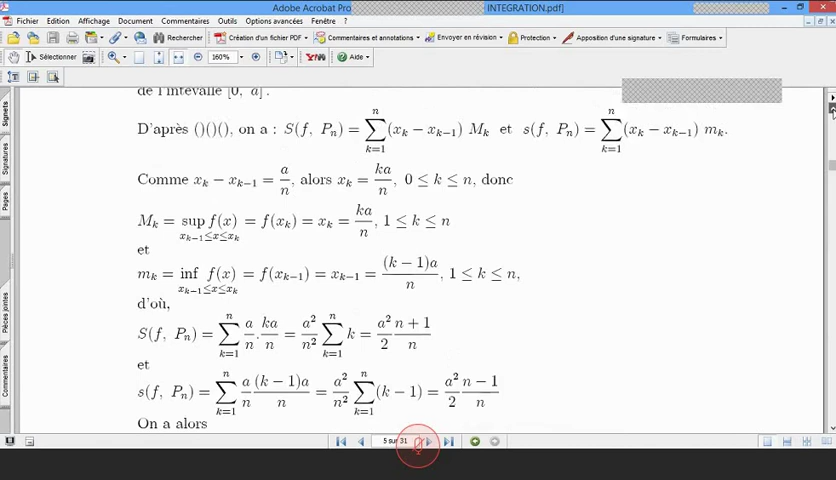 Adobe Acrobat Pro
INTEGRATION.pdf]
Fichier Edition Affichage Document Commentaires Outils Options avancées Fenêtre ?
Rechercher Création d'un fichier PDF Commentaires et annotations Envoyer en révision Protection Apposition d'une signature Formulaires
Sélectionner 160% Aide
Signets
Signatures
Pages
Pièces jointes
Commentaires
de l'intevalle [0, a].
D'après ()()(), on a : S(f, P_n) = ∑_{k=1}^{n} (x_k − x_{k−1}) M_k et s(f, P_n) = ∑_{k=1}^{n} (x_k − x_{k−1}) m_k.
Comme x_k − x_{k−1} = a/n, alors x_k = ka/n, 0 ≤ k ≤ n, donc
M_k = sup_{x_{k−1}≤x≤x_k} f(x) = f(x_k) = x_k = ka/n, 1 ≤ k ≤ n
et
m_k = inf_{x_{k−1}≤x≤x_k} f(x) = f(x_{k−1}) = x_{k−1} = (k − 1)a/n, 1 ≤ k ≤ n,
d'où,
S(f, P_n) = ∑_{k=1}^{n} a/n . ka/n = a²/n² ∑_{k=1}^{n} k = a²/2 n + 1/n
et
s(f, P_n) = ∑_{k=1}^{n} a/n (k − 1)a/n = a²/n² ∑_{k=1}^{n} (k − 1) = a²/2 n − 1/n
On a alors
5 sur 31